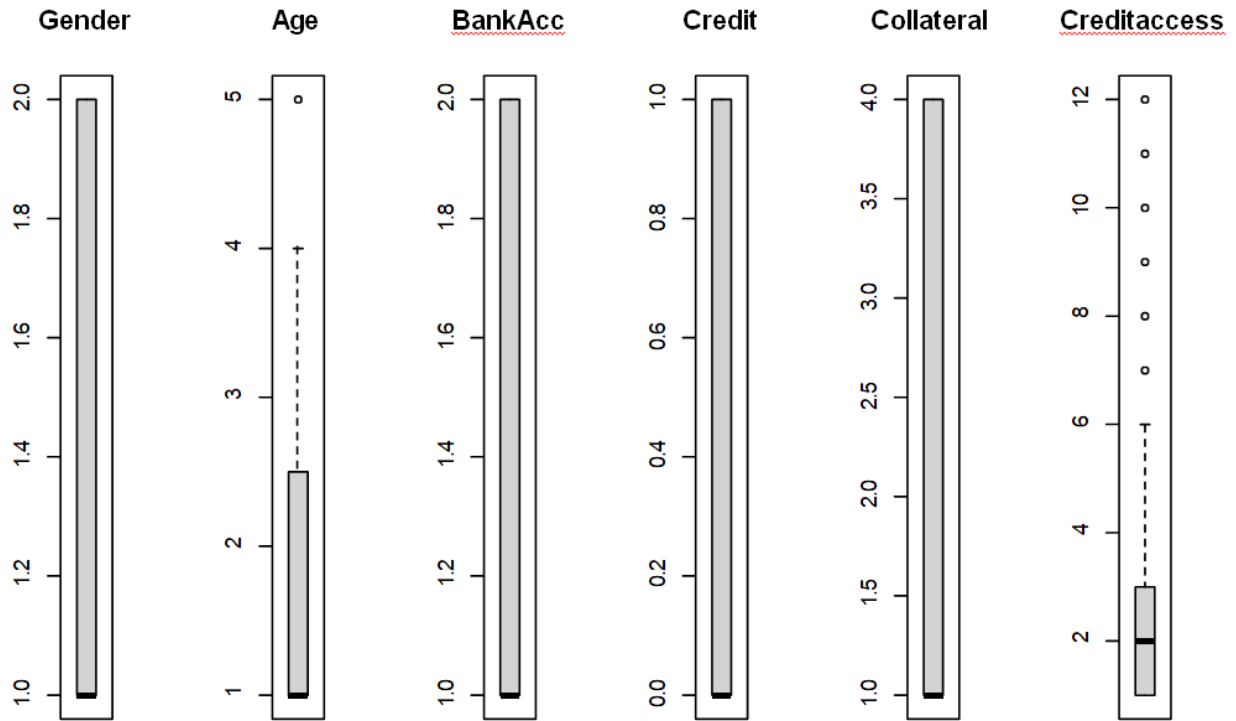 Gender Age BankAcc Credit Collateral Creditaccess
2.0 5 2.0 1.0 4.0 12
1.8 4 1.8 0.8 3.5 10
1.6 3 1.6 0.6 3.0 8
1.4 2 1.4 0.4 2.5 6
1.2 1 1.2 0.2 2.0 4
1.0 1.0 0.0 1.5 2
1.0